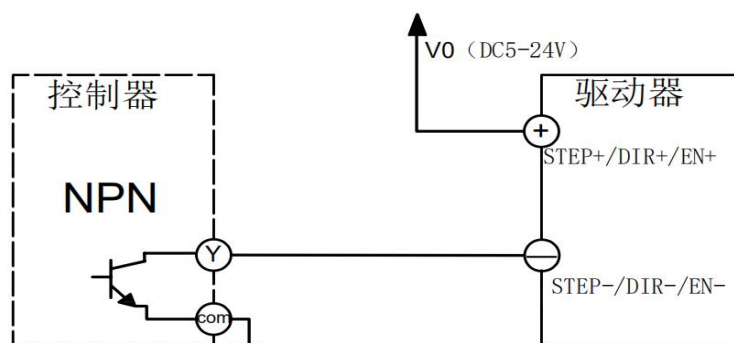 V0（DC5-24V）
控制器
驱动器
+
STEP+/DIR+/EN+
NPN
Y
—
STEP-/DIR-/EN-
com